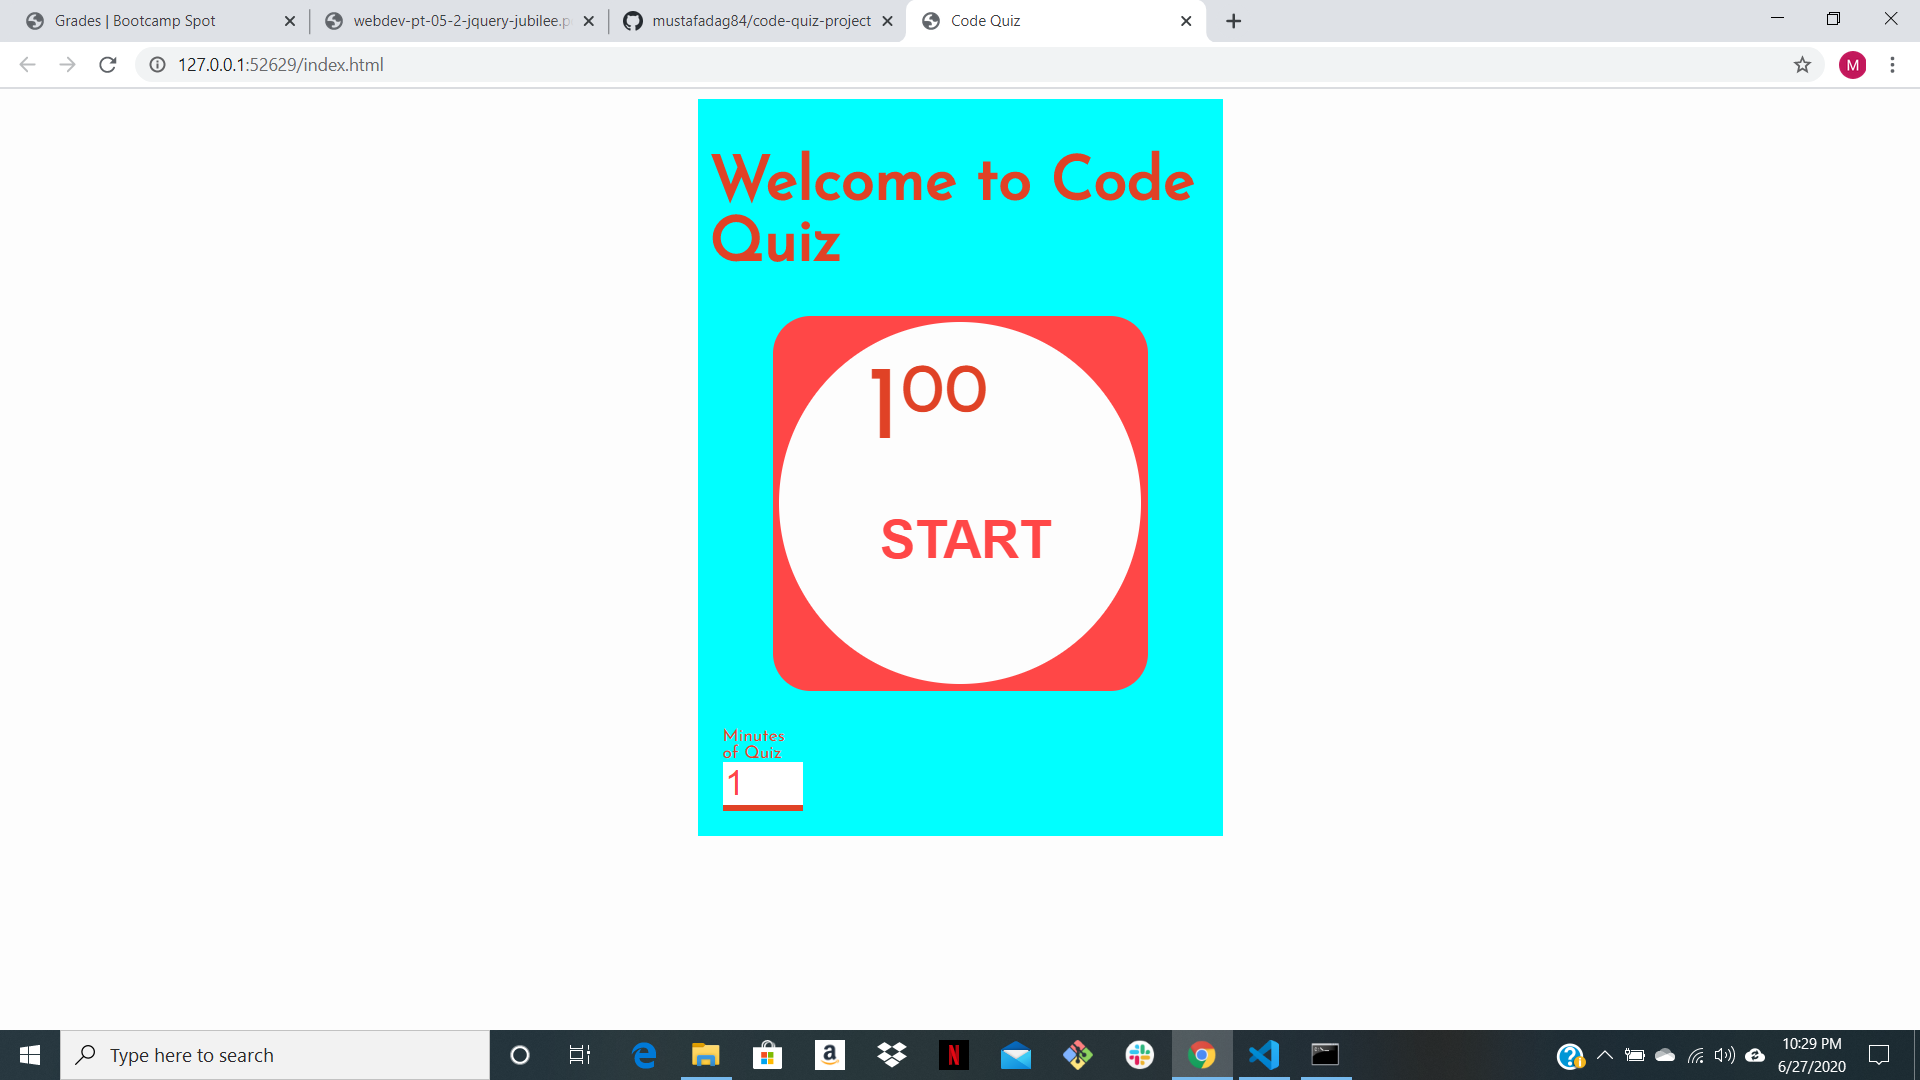 Grades | Bootcamp Spot
webdev-pt-05-2-jquery-jubilee.p
mustafadag84/code-quiz-project
Code Quiz
127.0.0.1:52629/index.html
M
Welcome to Code
Quiz
1 00
START
Minutes
of Quiz
1
Type here to search
a
N
10:29 PM
6/27/2020